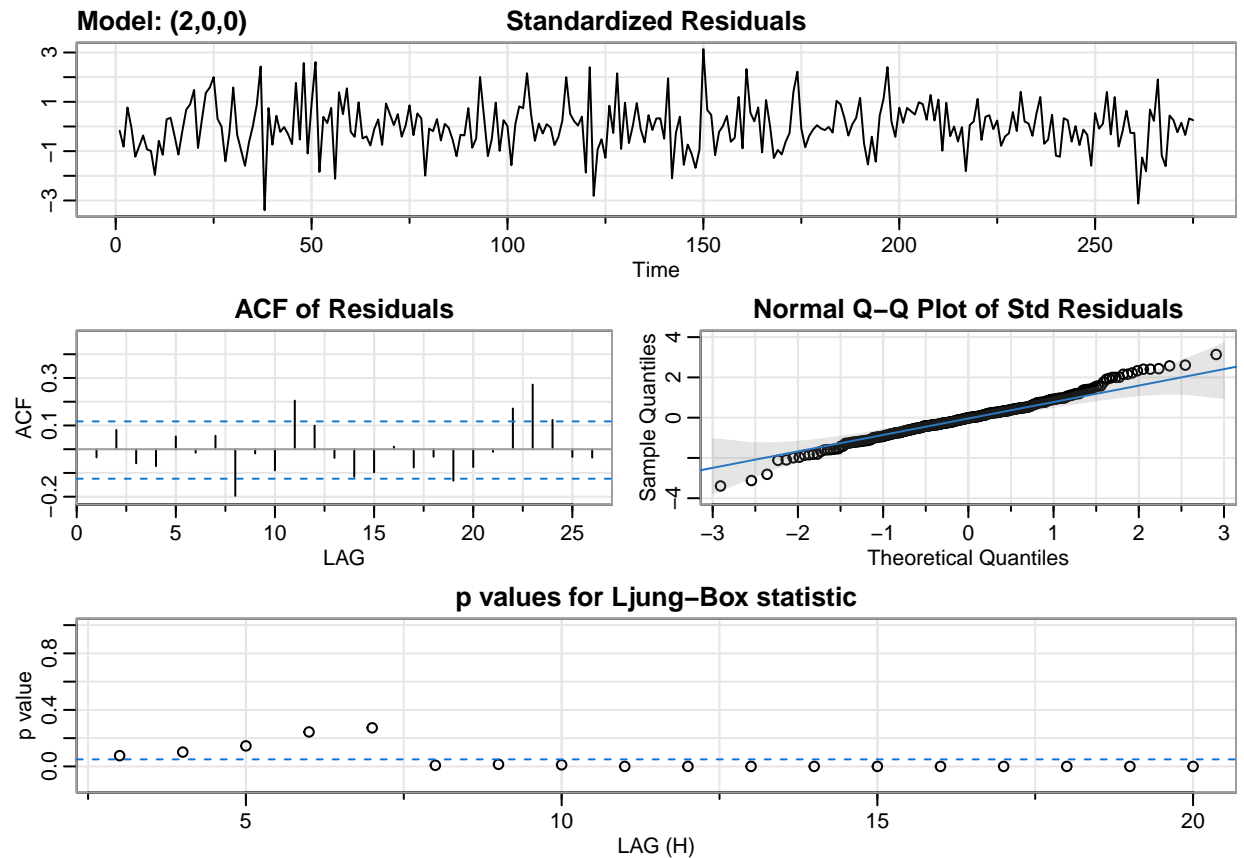 Model: (2,0,0) Standardized Residuals
3
1
−1
−3
0 50 100 150 200 250
Time
ACF of Residuals
ACF
0.3
0.1
−0.2
0 5 10 15 20 25
LAG
Normal Q−Q Plot of Std Residuals
Sample Quantiles
4
2
0
−4
−3 −2 −1 0 1 2 3
Theoretical Quantiles
p values for Ljung−Box statistic
p value
0.8
0.4
0.0
5 10 15 20
LAG (H)